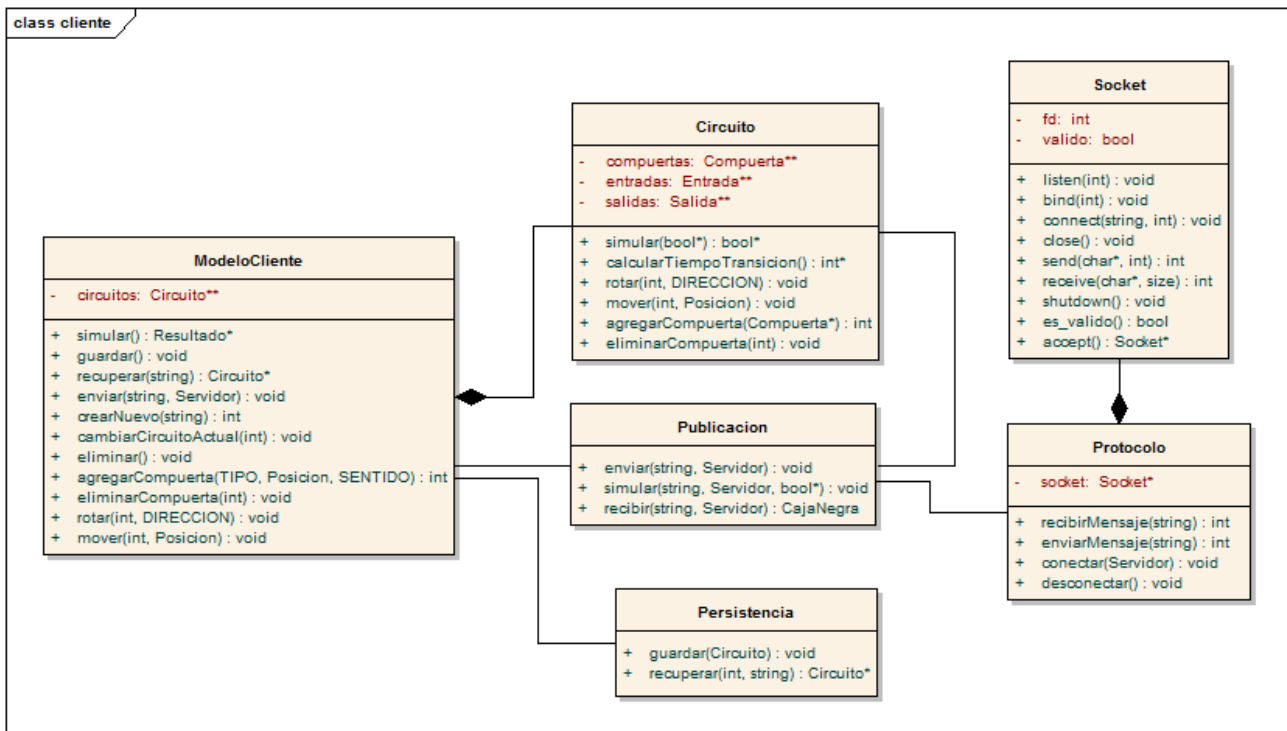 class cliente
ModeloCliente
- circuitos: Circuito**
+ simular() : Resultado*
+ guardar() : void
+ recuperar(string) : Circuito*
+ enviar(string, Servidor) : void
+ crearNuevo(string) : int
+ cambiarCircuitoActual(int) : void
+ eliminar() : void
+ agregarCompuerta(TIPO, Posicion, SENTIDO) : int
+ eliminarCompuerta(int) : void
+ rotar(int, DIRECCION) : void
+ mover(int, Posicion) : void
Circuito
- compuertas: Compuerta**
- entradas: Entrada**
- salidas: Salida**
+ simular(bool*) : bool*
+ calcularTiempoTransicion() : int*
+ rotar(int, DIRECCION) : void
+ mover(int, Posicion) : void
+ agregarCompuerta(Compuerta*) : int
+ eliminarCompuerta(int) : void
Publicacion
+ enviar(string, Servidor) : void
+ simular(string, Servidor, bool*) : void
+ recibir(string, Servidor) : CajaNegra
Persistencia
+ guardar(Circuito) : void
+ recuperar(int, string) : Circuito*
Socket
- fd: int
- valido: bool
+ listen(int) : void
+ bind(int) : void
+ connect(string, int) : void
+ close() : void
+ send(char*, int) : int
+ receive(char*, size) : int
+ shutdown() : void
+ es_valido() : bool
+ accept() : Socket*
Protocolo
- socket: Socket*
+ recibirMensaje(string) : int
+ enviarMensaje(string) : int
+ conectar(Servidor) : void
+ desconectar() : void